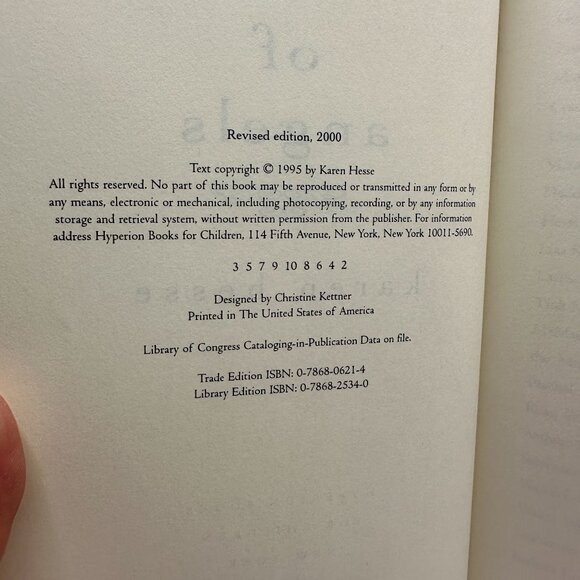 of
angels
Revised edition, 2000
Text copyright © 1995 by Karen Hesse
All rights reserved. No part of this book may be reproduced or transmitted in any form or by
any means, electronic or mechanical, including photocopying, recording, or by any information
storage and retrieval system, without written permission from the publisher. For information
address Hyperion Books for Children, 114 Fifth Avenue, New York, New York 10011-5690.
3 5 7 9 10 8 6 4 2
karen hesse
Designed by Christine Kettner
Printed in The United States of America
Library of Congress Cataloging-in-Publication Data on file.
Trade Edition ISBN: 0-7868-0621-4
Library Edition ISBN: 0-7868-2534-0